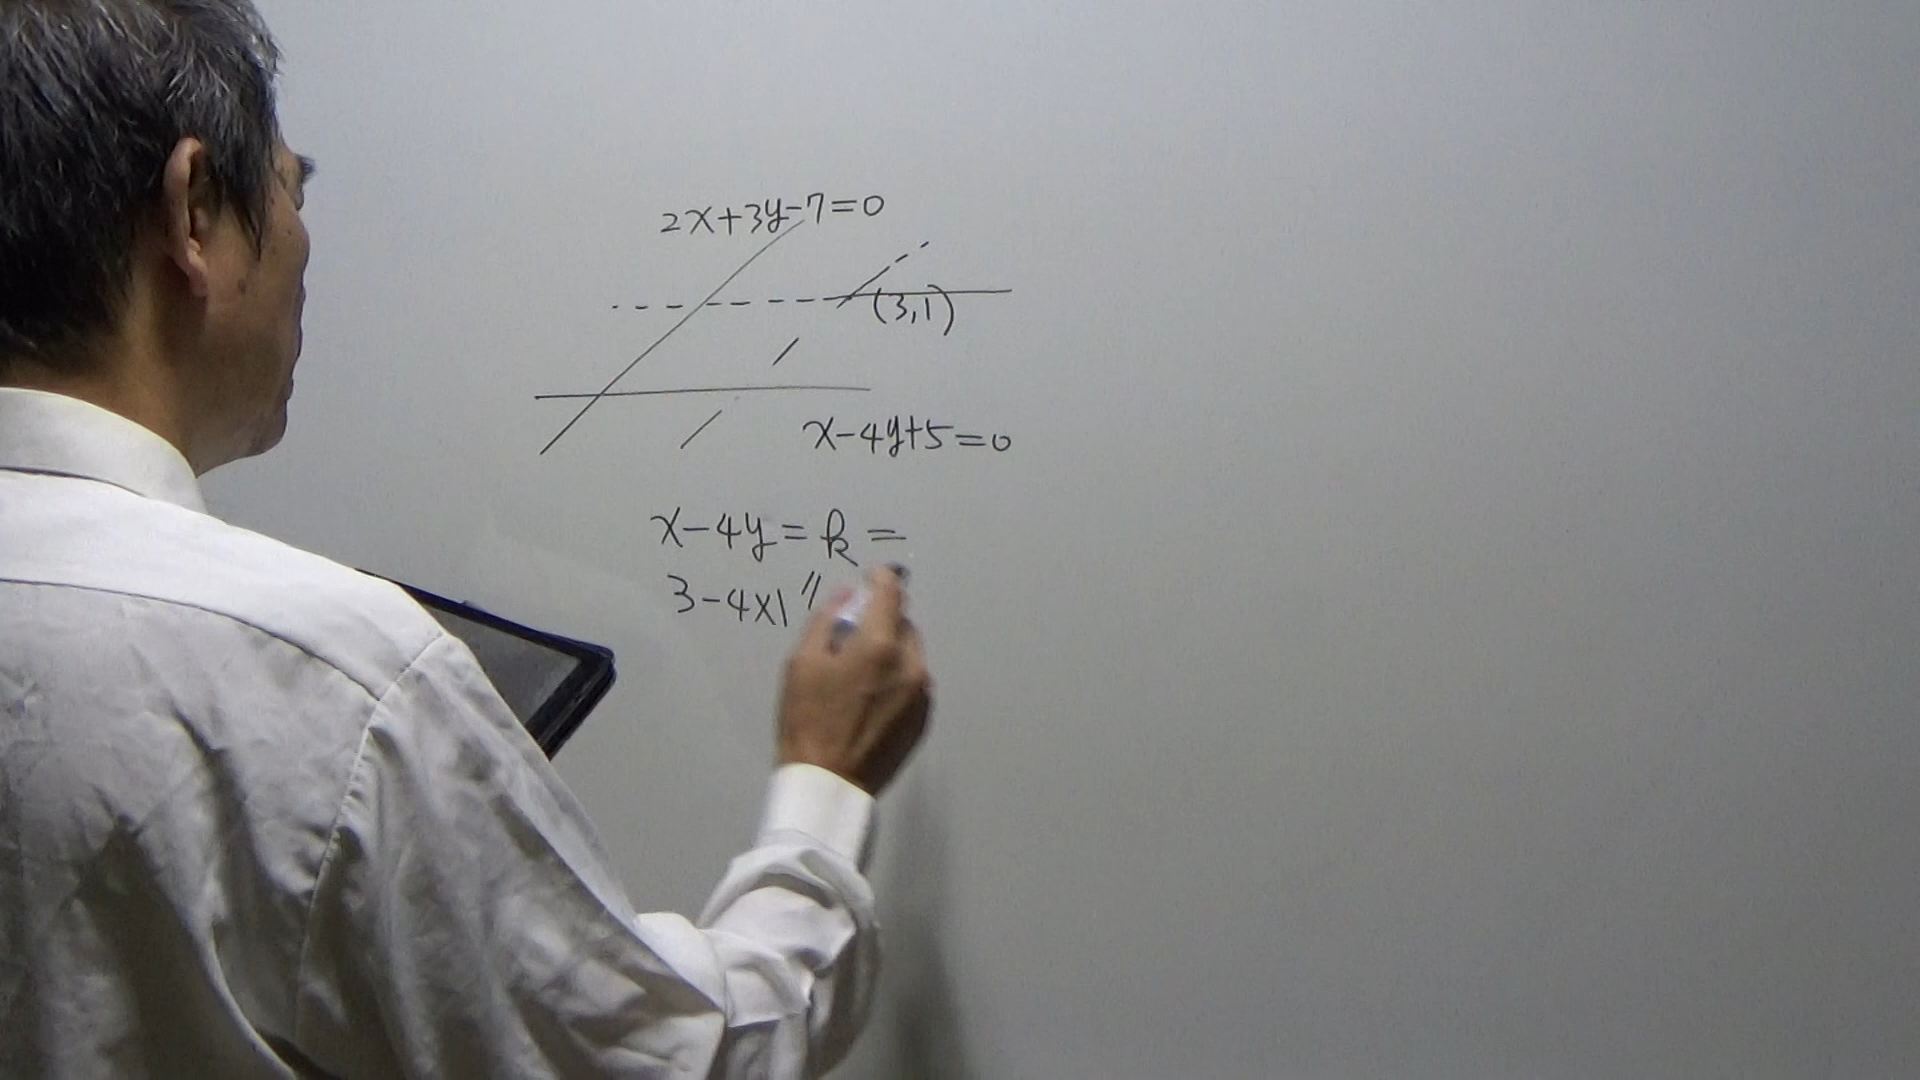 2x+3y-7=0
(3,1)
x-4y+5=0
x-4y=k=
3-4×1〃